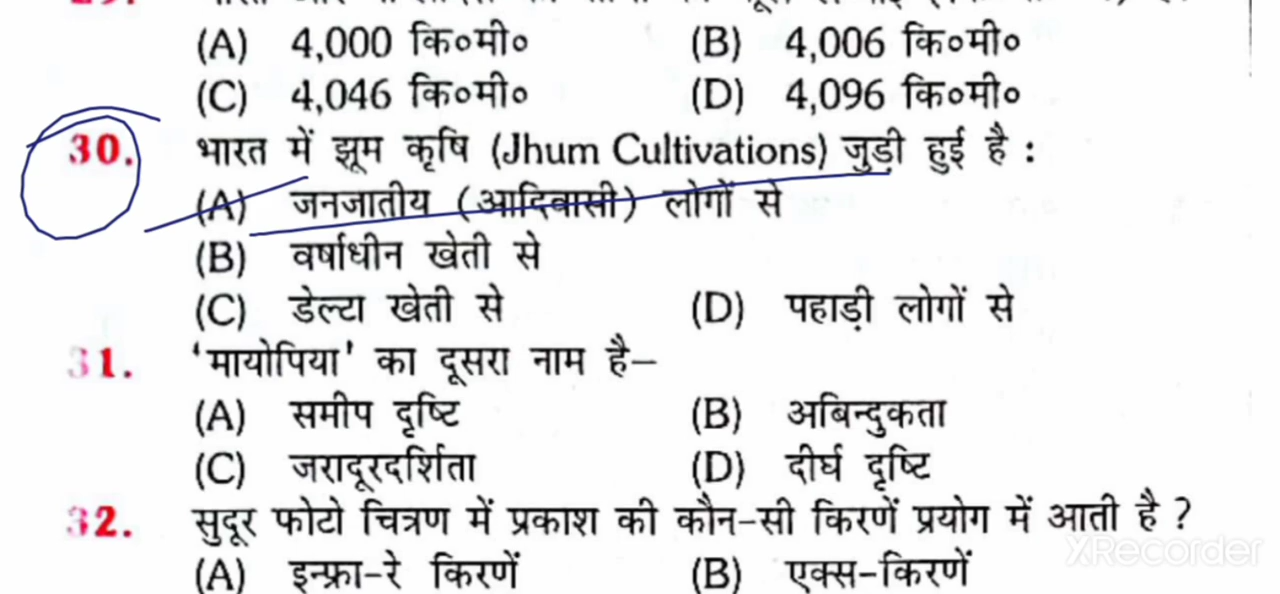 (A) 4,000 कि०मी० (B) 4,006 कि०मी०
(C) 4,046 कि०मी० (D) 4,096 कि०मी०
30. भारत में झूम कृषि (Jhum Cultivations) जुड़ी हुई है :
(A) जनजातीय (आदिवासी) लोगों से
(B) वर्षाधीन खेती से
(C) डेल्टा खेती से (D) पहाड़ी लोगों से
31. 'मायोपिया' का दूसरा नाम है–
(A) समीप दृष्टि (B) अबिन्दुकता
(C) जरादूरदर्शिता (D) दीर्घ दृष्टि
32. सुदूर फोटो चित्रण में प्रकाश की कौन-सी किरणें प्रयोग में आती है ?
(A) इन्फ्रा-रे किरणें (B) एक्स-किरणें
XRecorder